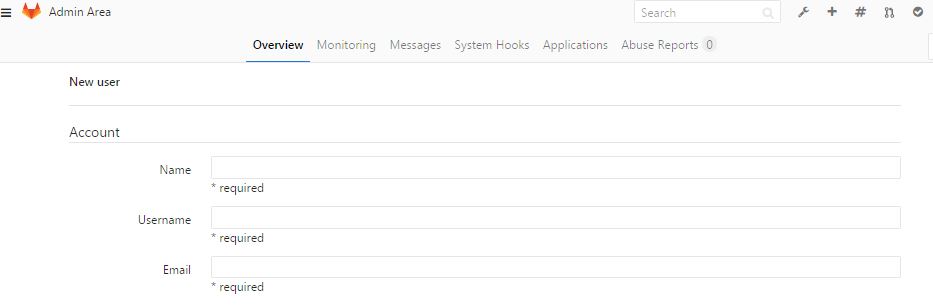 Admin Area Search
Overview Monitoring Messages System Hooks Applications Abuse Reports 0
New user
Account
Name
* required
Username
* required
Email
* required